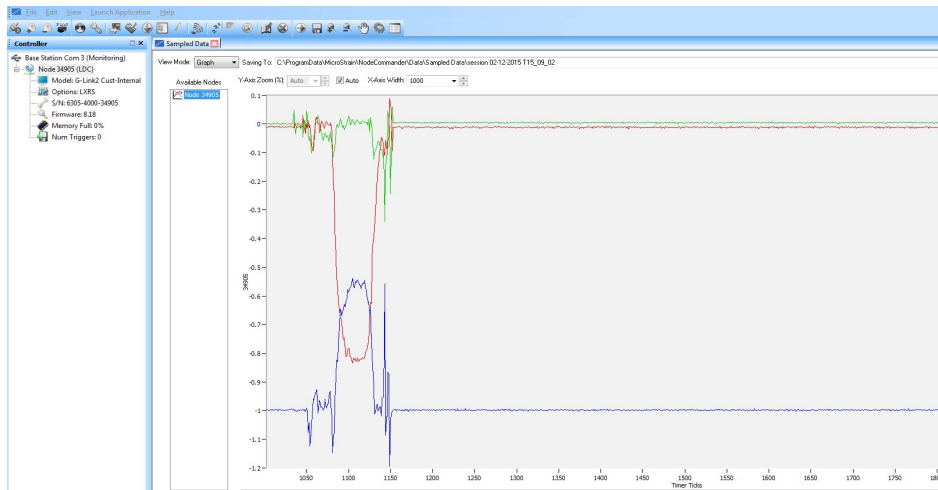 File Edit View Launch Application Help
Controller
Base Station Com 3 (Monitoring)
Node 34905 (LDC)
Model: G-Link2 Cust-Internal
Options: LXRS
S/N: 6305-4000-34905
Firmware: 8.18
Memory Full: 0%
Num Triggers: 0
Sampled Data
View Mode: Graph Saving To: C:\ProgramData\MicroStrain\NodeCommander\Data\Sampled Data\session 02-12-2015 T15_09_02
Available Nodes Y-Axis Zoom (%): Auto Auto X-Axis Width: 1000
Node 34905
0.1
0
-0.1
-0.2
-0.3
-0.4
-0.5
-0.6
-0.7
-0.8
-0.9
-1
-1.1
-1.2
34905
1050 1100 1150 1200 1250 1300 1350 1400 1450 1500 1550 1600 1650 1700 1750
Timer Ticks